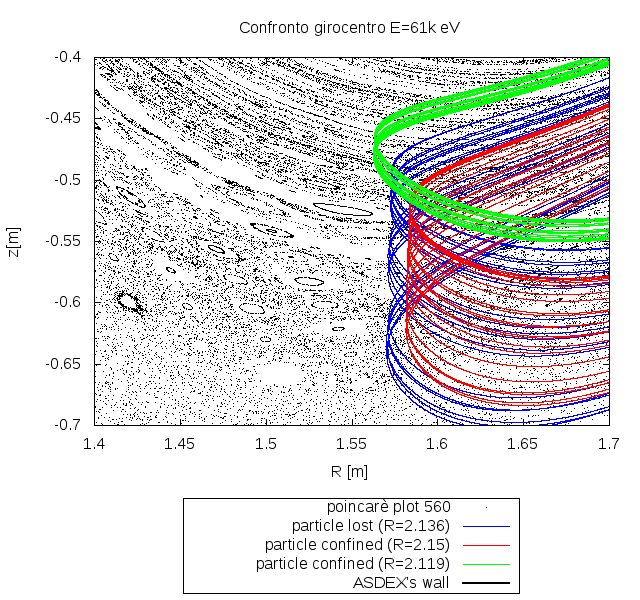 Confronto girocentro E=61k eV
-0.4
-0.45
-0.5
-0.55
-0.6
-0.65
-0.7
z[m]
1.4 1.45 1.5 1.55 1.6 1.65 1.7
R [m]
poincarè plot 560
particle lost (R=2.136)
particle confined (R=2.15)
particle confined (R=2.119)
ASDEX's wall